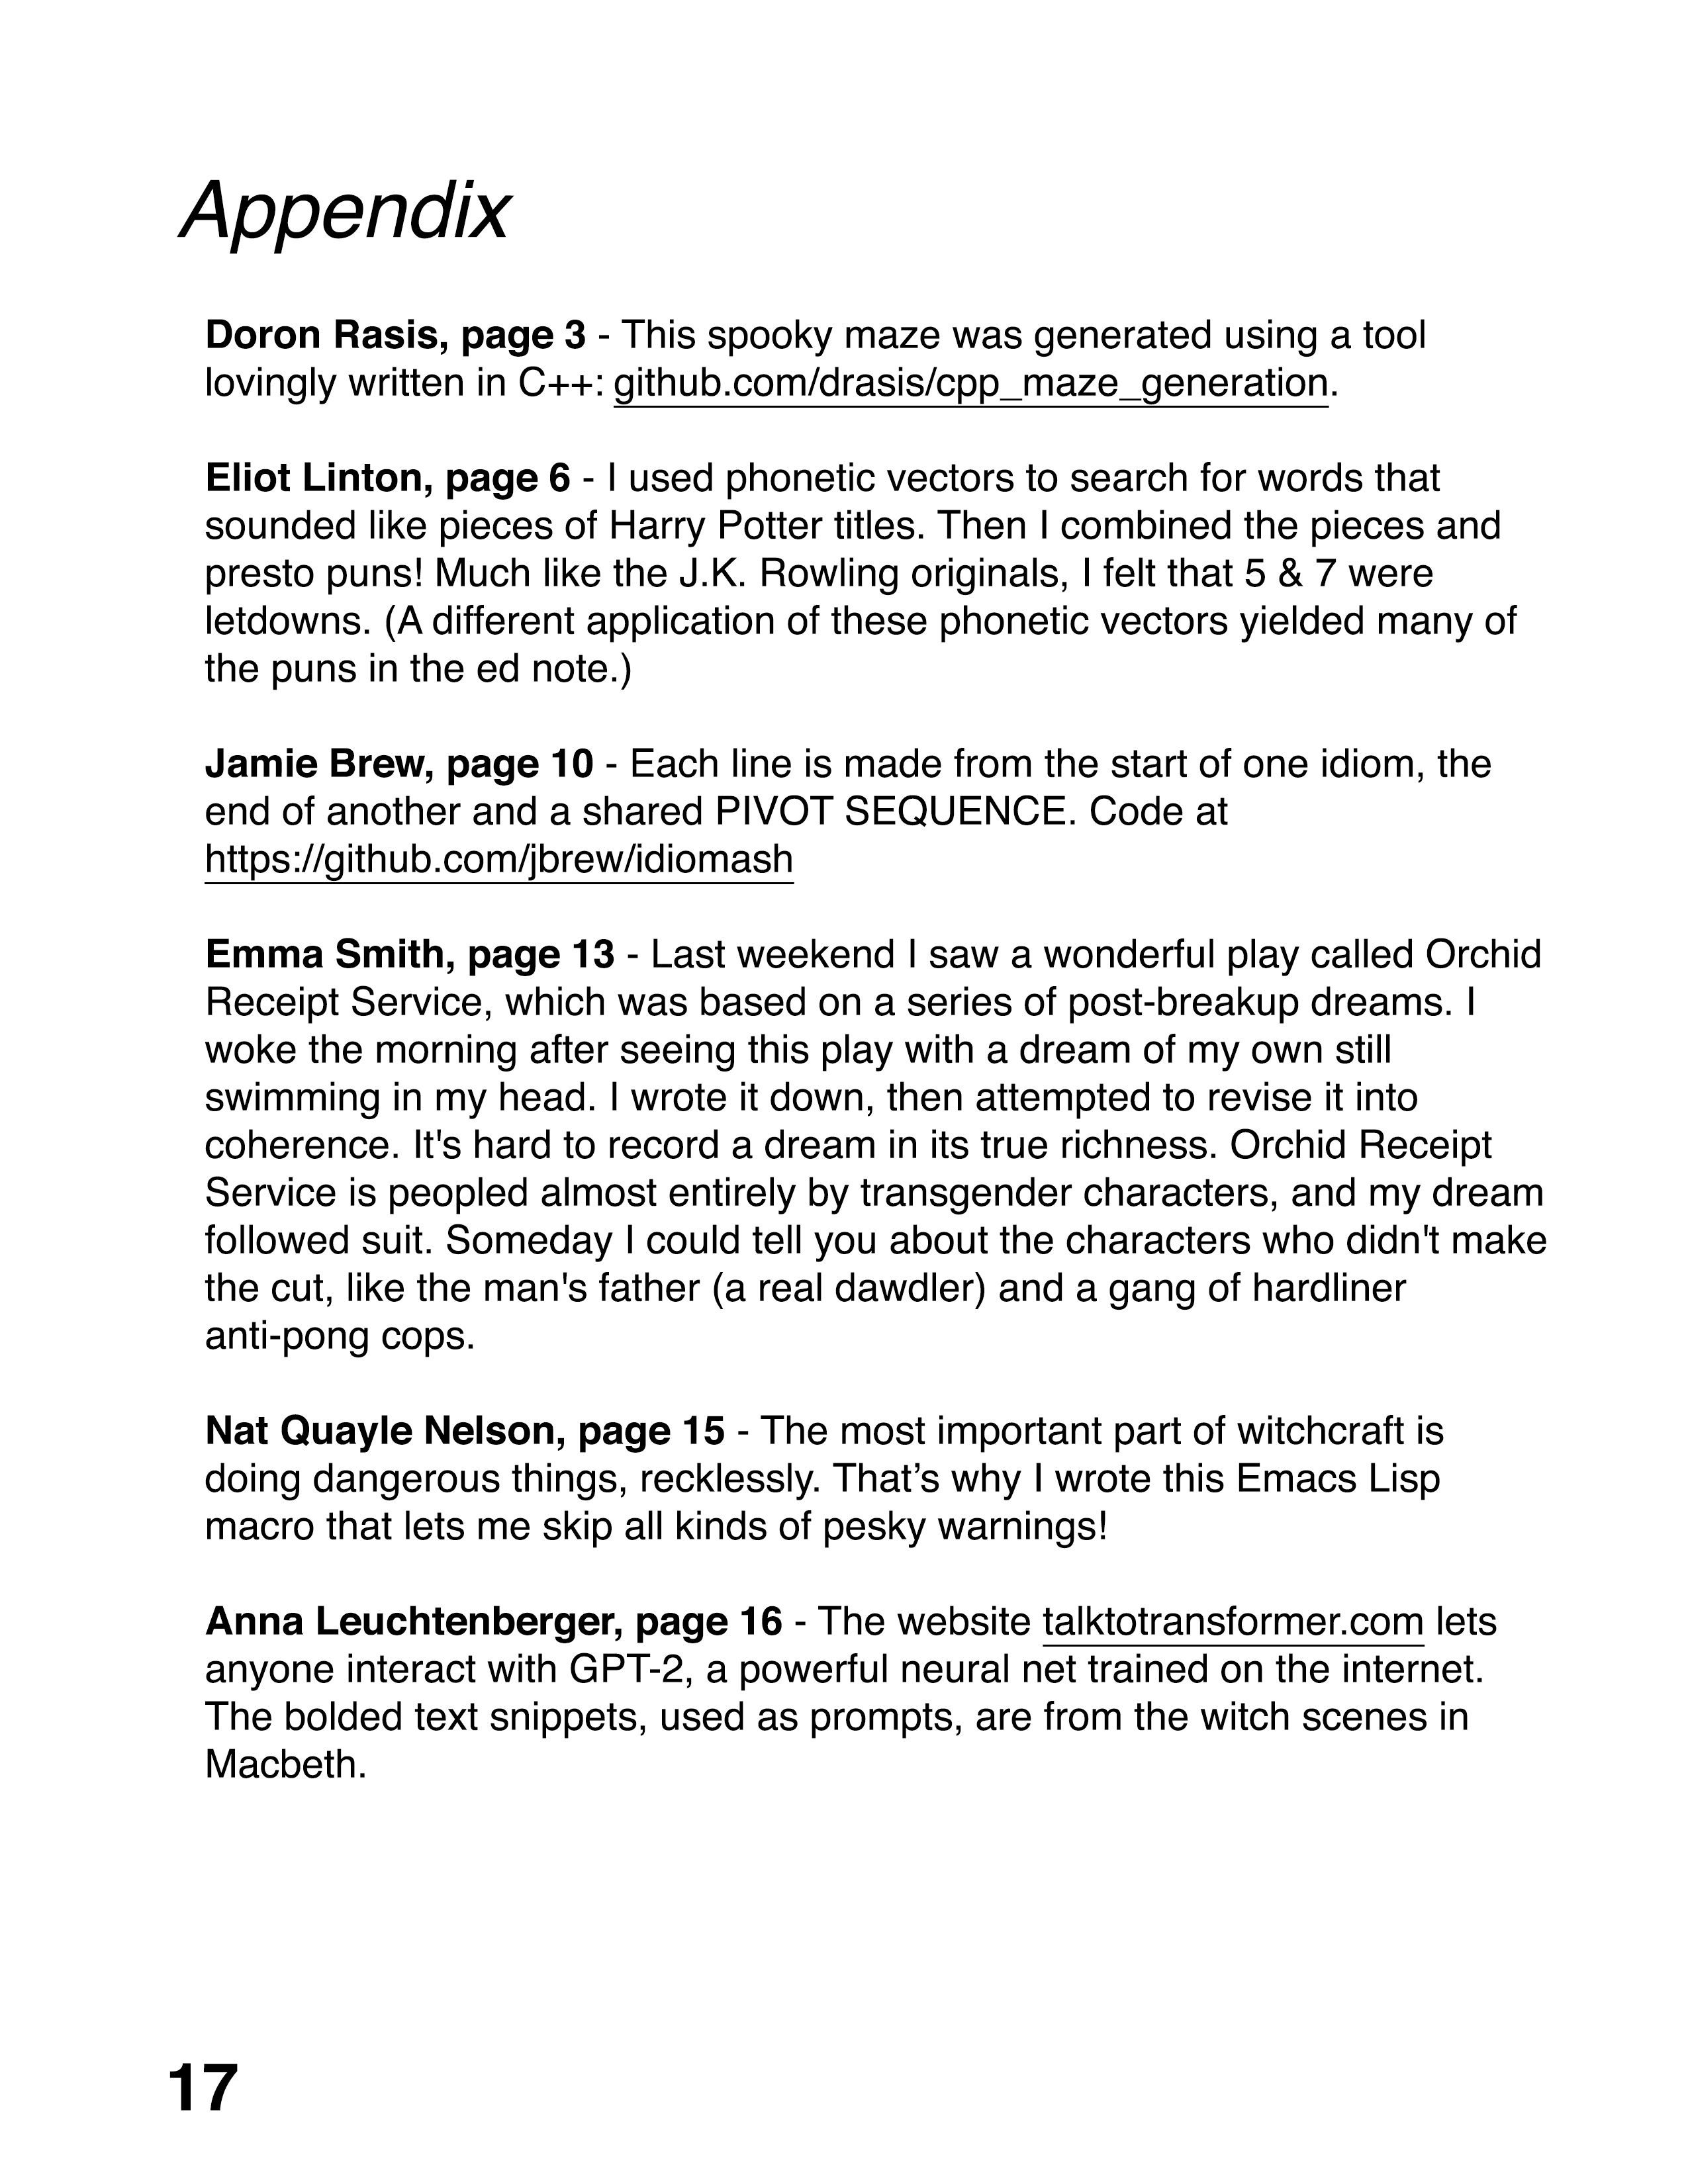 Appendix
Doron Rasis, page 3 - This spooky maze was generated using a tool
lovingly written in C++: github.com/drasis/cpp_maze_generation.
Eliot Linton, page 6 - I used phonetic vectors to search for words that
sounded like pieces of Harry Potter titles. Then I combined the pieces and
presto puns! Much like the J.K. Rowling originals, I felt that 5 & 7 were
letdowns. (A different application of these phonetic vectors yielded many of
the puns in the ed note.)
Jamie Brew, page 10 - Each line is made from the start of one idiom, the
end of another and a shared PIVOT SEQUENCE. Code at
https://github.com/jbrew/idiomash
Emma Smith, page 13 - Last weekend I saw a wonderful play called Orchid
Receipt Service, which was based on a series of post-breakup dreams. I
woke the morning after seeing this play with a dream of my own still
swimming in my head. I wrote it down, then attempted to revise it into
coherence. It's hard to record a dream in its true richness. Orchid Receipt
Service is peopled almost entirely by transgender characters, and my dream
followed suit. Someday I could tell you about the characters who didn't make
the cut, like the man's father (a real dawdler) and a gang of hardliner
anti-pong cops.
Nat Quayle Nelson, page 15 - The most important part of witchcraft is
doing dangerous things, recklessly. That’s why I wrote this Emacs Lisp
macro that lets me skip all kinds of pesky warnings!
Anna Leuchtenberger, page 16 - The website talktotransformer.com lets
anyone interact with GPT-2, a powerful neural net trained on the internet.
The bolded text snippets, used as prompts, are from the witch scenes in
Macbeth.
17